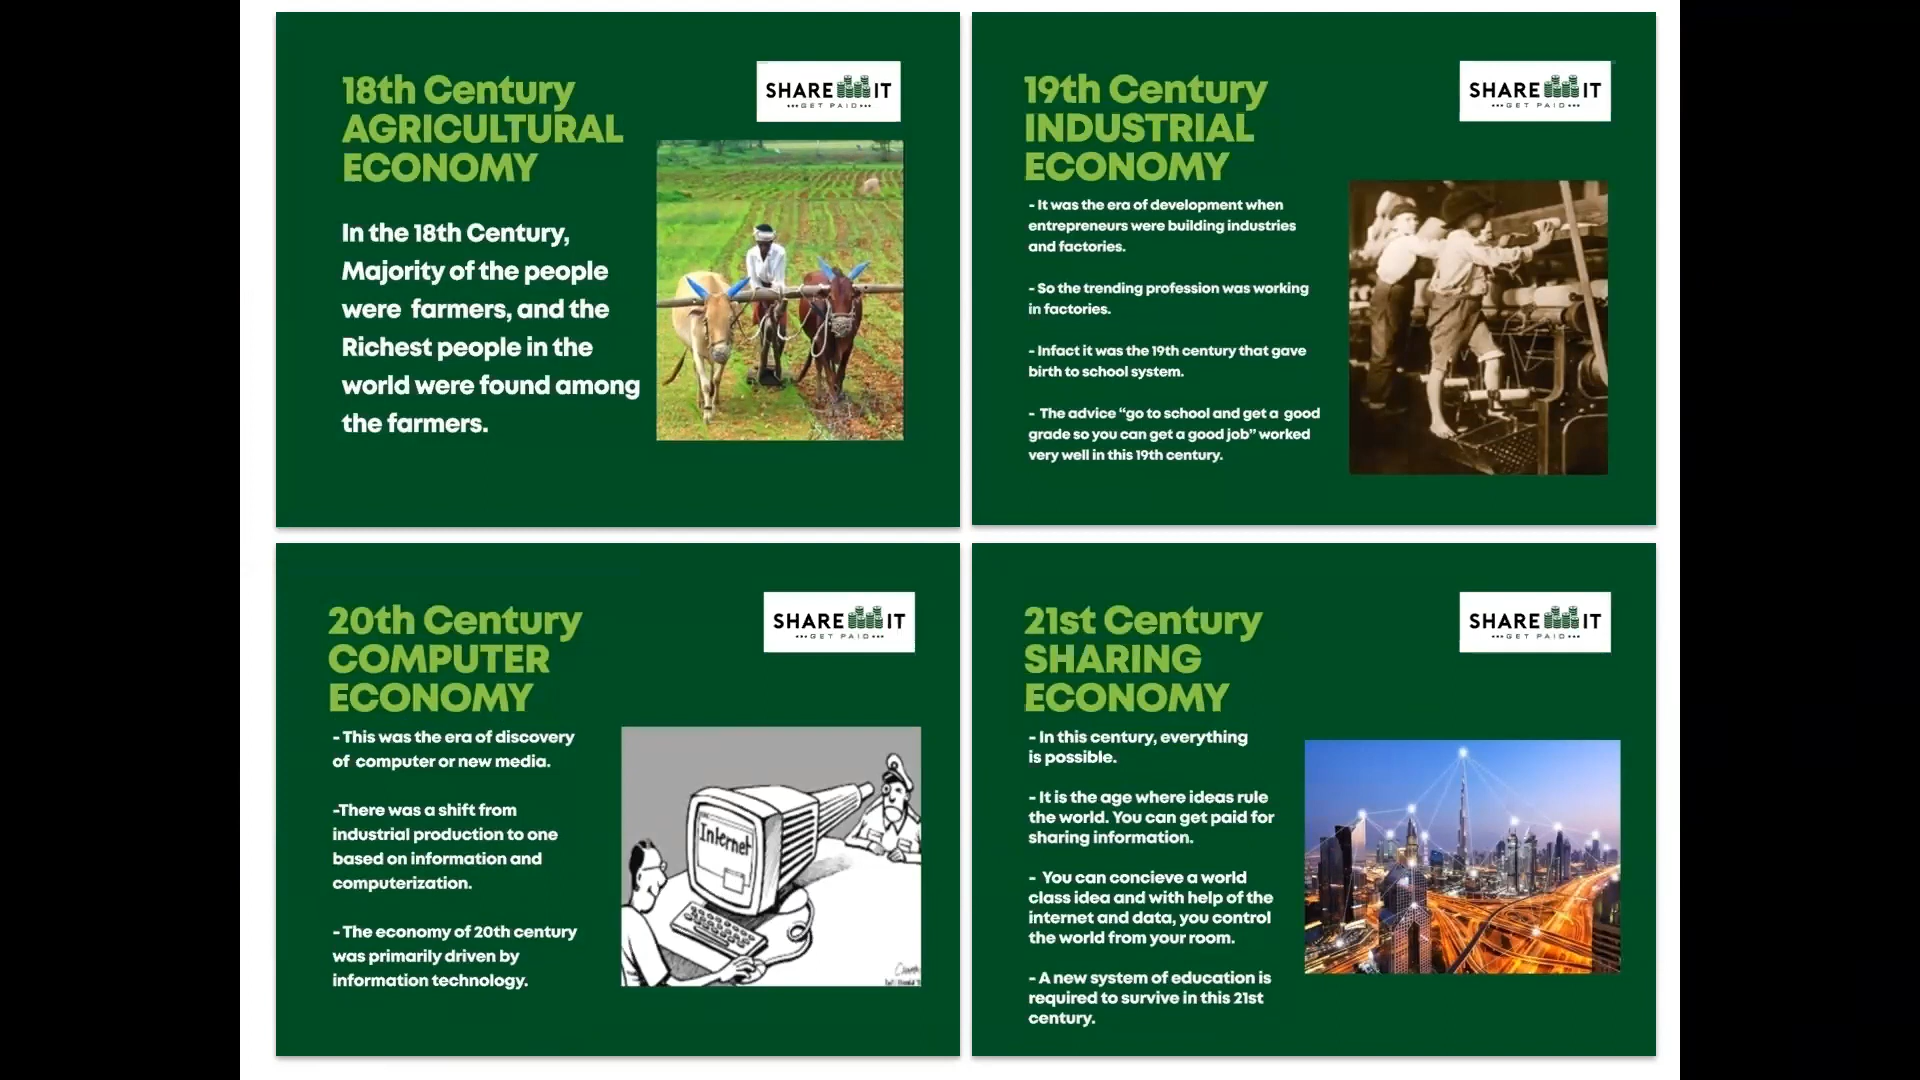 18th Century
AGRICULTURAL
ECONOMY
SHARE IT
GET PAID
In the 18th Century,
Majority of the people
were farmers, and the
Richest people in the
world were found among
the farmers.
19th Century
INDUSTRIAL
ECONOMY
SHARE IT
GET PAID
- It was the era of development when
entrepreneurs were building industries
and factories.
- So the trending profession was working
in factories.
- Infact it was the 19th century that gave
birth to school system.
- The advice “go to school and get a good
grade so you can get a good job” worked
very well in this 19th century.
20th Century
COMPUTER
ECONOMY
SHARE IT
GET PAID
- This was the era of discovery
of computer or new media.
-There was a shift from
industrial production to one
based on information and
computerization.
- The economy of 20th century
was primarily driven by
information technology.
Internet
21st Century
SHARING
ECONOMY
SHARE IT
GET PAID
- In this century, everything
is possible.
- It is the age where ideas rule
the world. You can get paid for
sharing information.
- You can concieve a world
class idea and with help of the
internet and data, you control
the world from your room.
- A new system of education is
required to survive in this 21st
century.